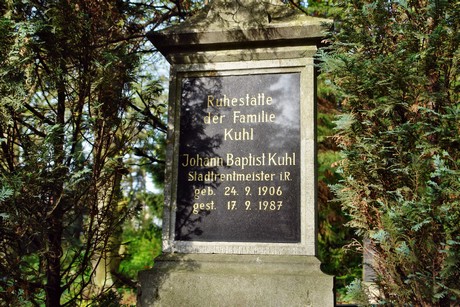 Ruhestätte
der Familie
Kuhl
Johann Baptist Kuhl
Stadtrentmeister i.R.
geb. 24. 9. 1906
gest. 17. 9. 1987